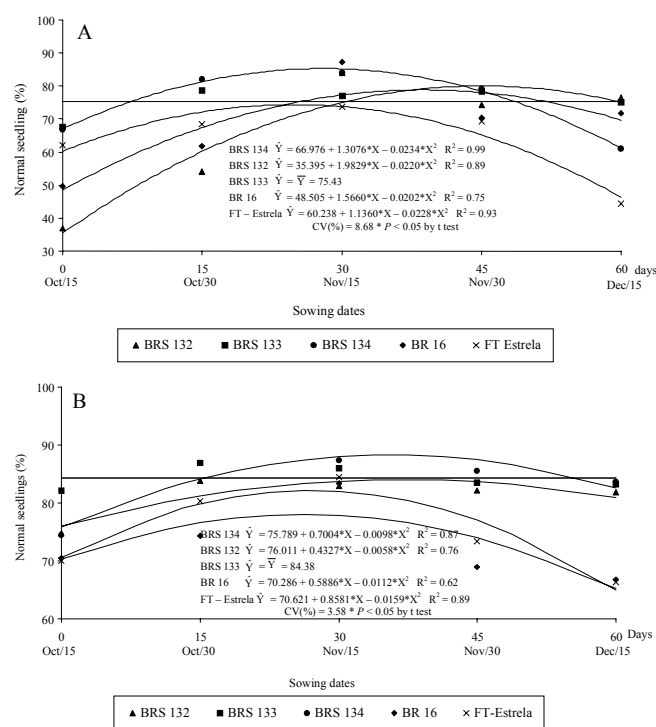 A
Normal seedling (%)
100
90
80
70
60
50
40
30
BRS 134 Ŷ = 66.976 + 1.3076*X – 0.0234*X² R² = 0.99
BRS 132 Ŷ = 35.395 + 1.9829*X – 0.0220*X² R² = 0.89
BRS 133 Ŷ = Y̅ = 75.43
BR 16 Ŷ = 48.505 + 1.5660*X – 0.0202*X² R² = 0.75
FT – Estrela Ŷ = 60.238 + 1.1360*X – 0.0228*X² R² = 0.93
CV(%) = 8.68 * P < 0.05 by t test
0 15 30 45 60 days
Oct/15 Oct/30 Nov/15 Nov/30 Dec/15
Sowing dates
BRS 132 BRS 133 BRS 134 BR 16 FT Estrela
B
Normal seedlings (%)
100
90
80
70
60
BRS 134 Ŷ = 75.789 + 0.7004*X – 0.0098*X² R² = 0.87
BRS 132 Ŷ = 76.011 + 0.4327*X – 0.0058*X² R² = 0.76
BRS 133 Ŷ = Y̅ = 84.38
BR 16 Ŷ = 70.286 + 0.5886*X – 0.0112*X² R² = 0.62
FT – Estrela Ŷ = 70.621 + 0.8581*X – 0.0159*X² R² = 0.89
CV(%) = 3.58 * P < 0.05 by t test
0 15 30 45 60 Days
Oct/15 Oct/30 Nov/15 Nov/30 Dec/15
Sowing dates
BRS 132 BRS 133 BRS 134 BR 16 FT-Estrela